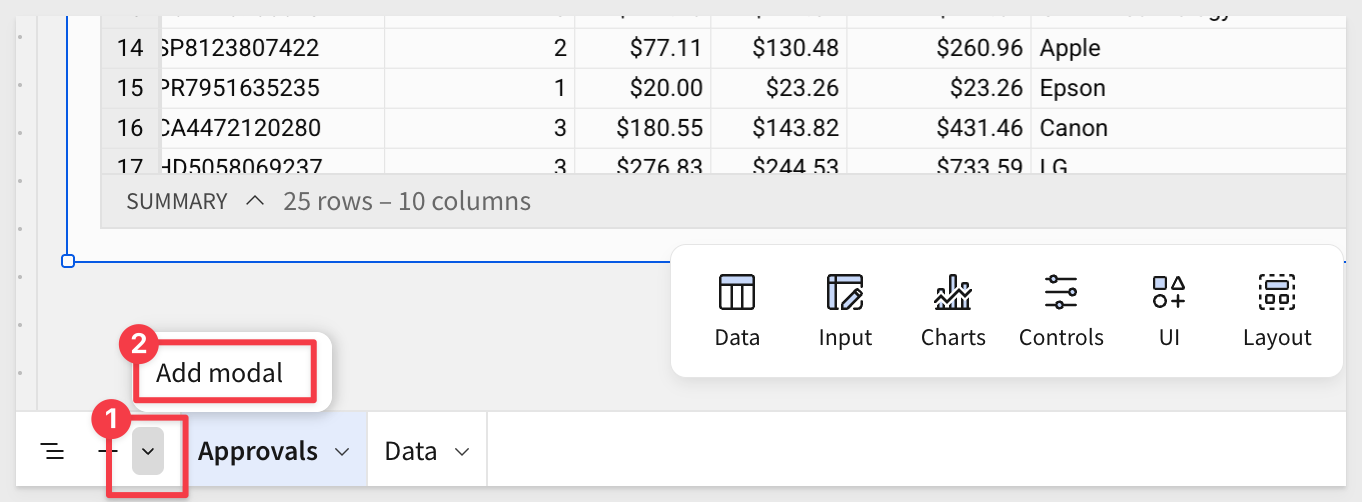 14 SP8123807422 2 $77.11 $130.48 $260.96 Apple
15 PR7951635235 1 $20.00 $23.26 $23.26 Epson
16 CA4472120280 3 $180.55 $143.82 $431.46 Canon
17 HD5058069237 3 $276.83 $244.53 $733.59 LG
SUMMARY 25 rows – 10 columns
Data Input Charts Controls UI Layout
2
Add modal
1
Approvals Data